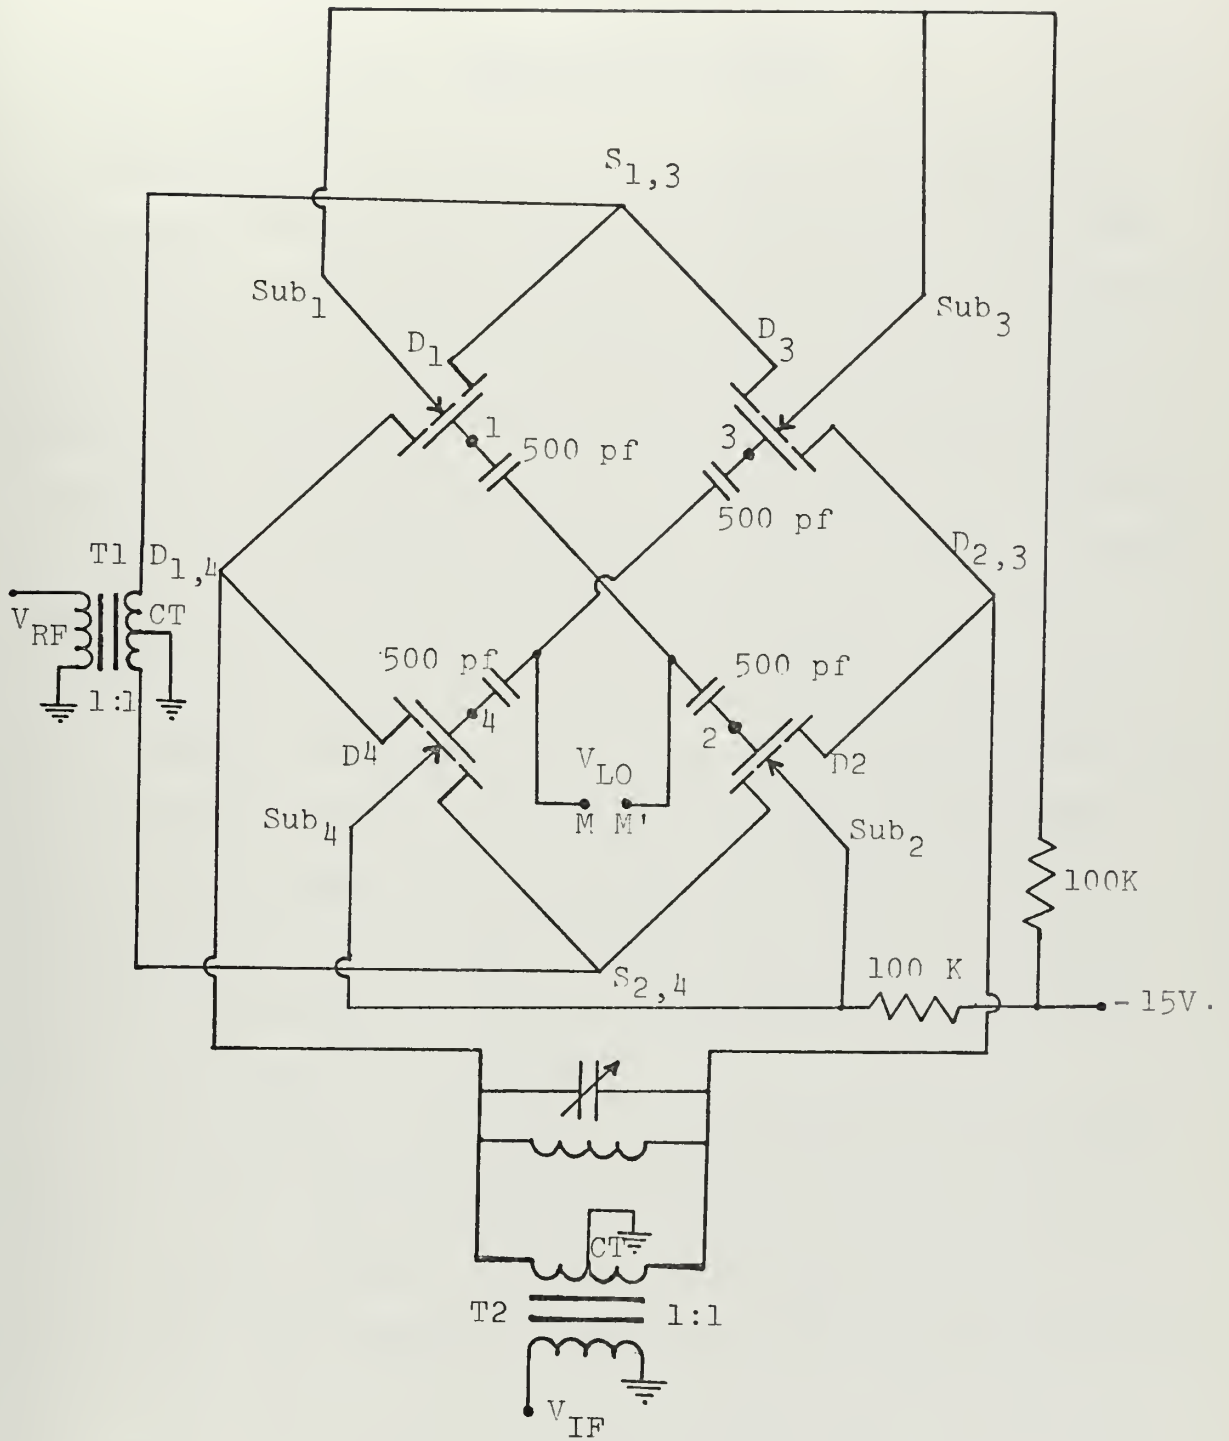 S1,3
Sub1
Sub3
D1
D3
1
500 pf
3
500 pf
T1
D1,4
D2,3
VRF
CT
1:1
500 pf
4
500 pf
2
D4
D2
VLO
M
M'
Sub4
Sub2
100K
100 K
S2,4
-15V.
CT
T2
1:1
VIF